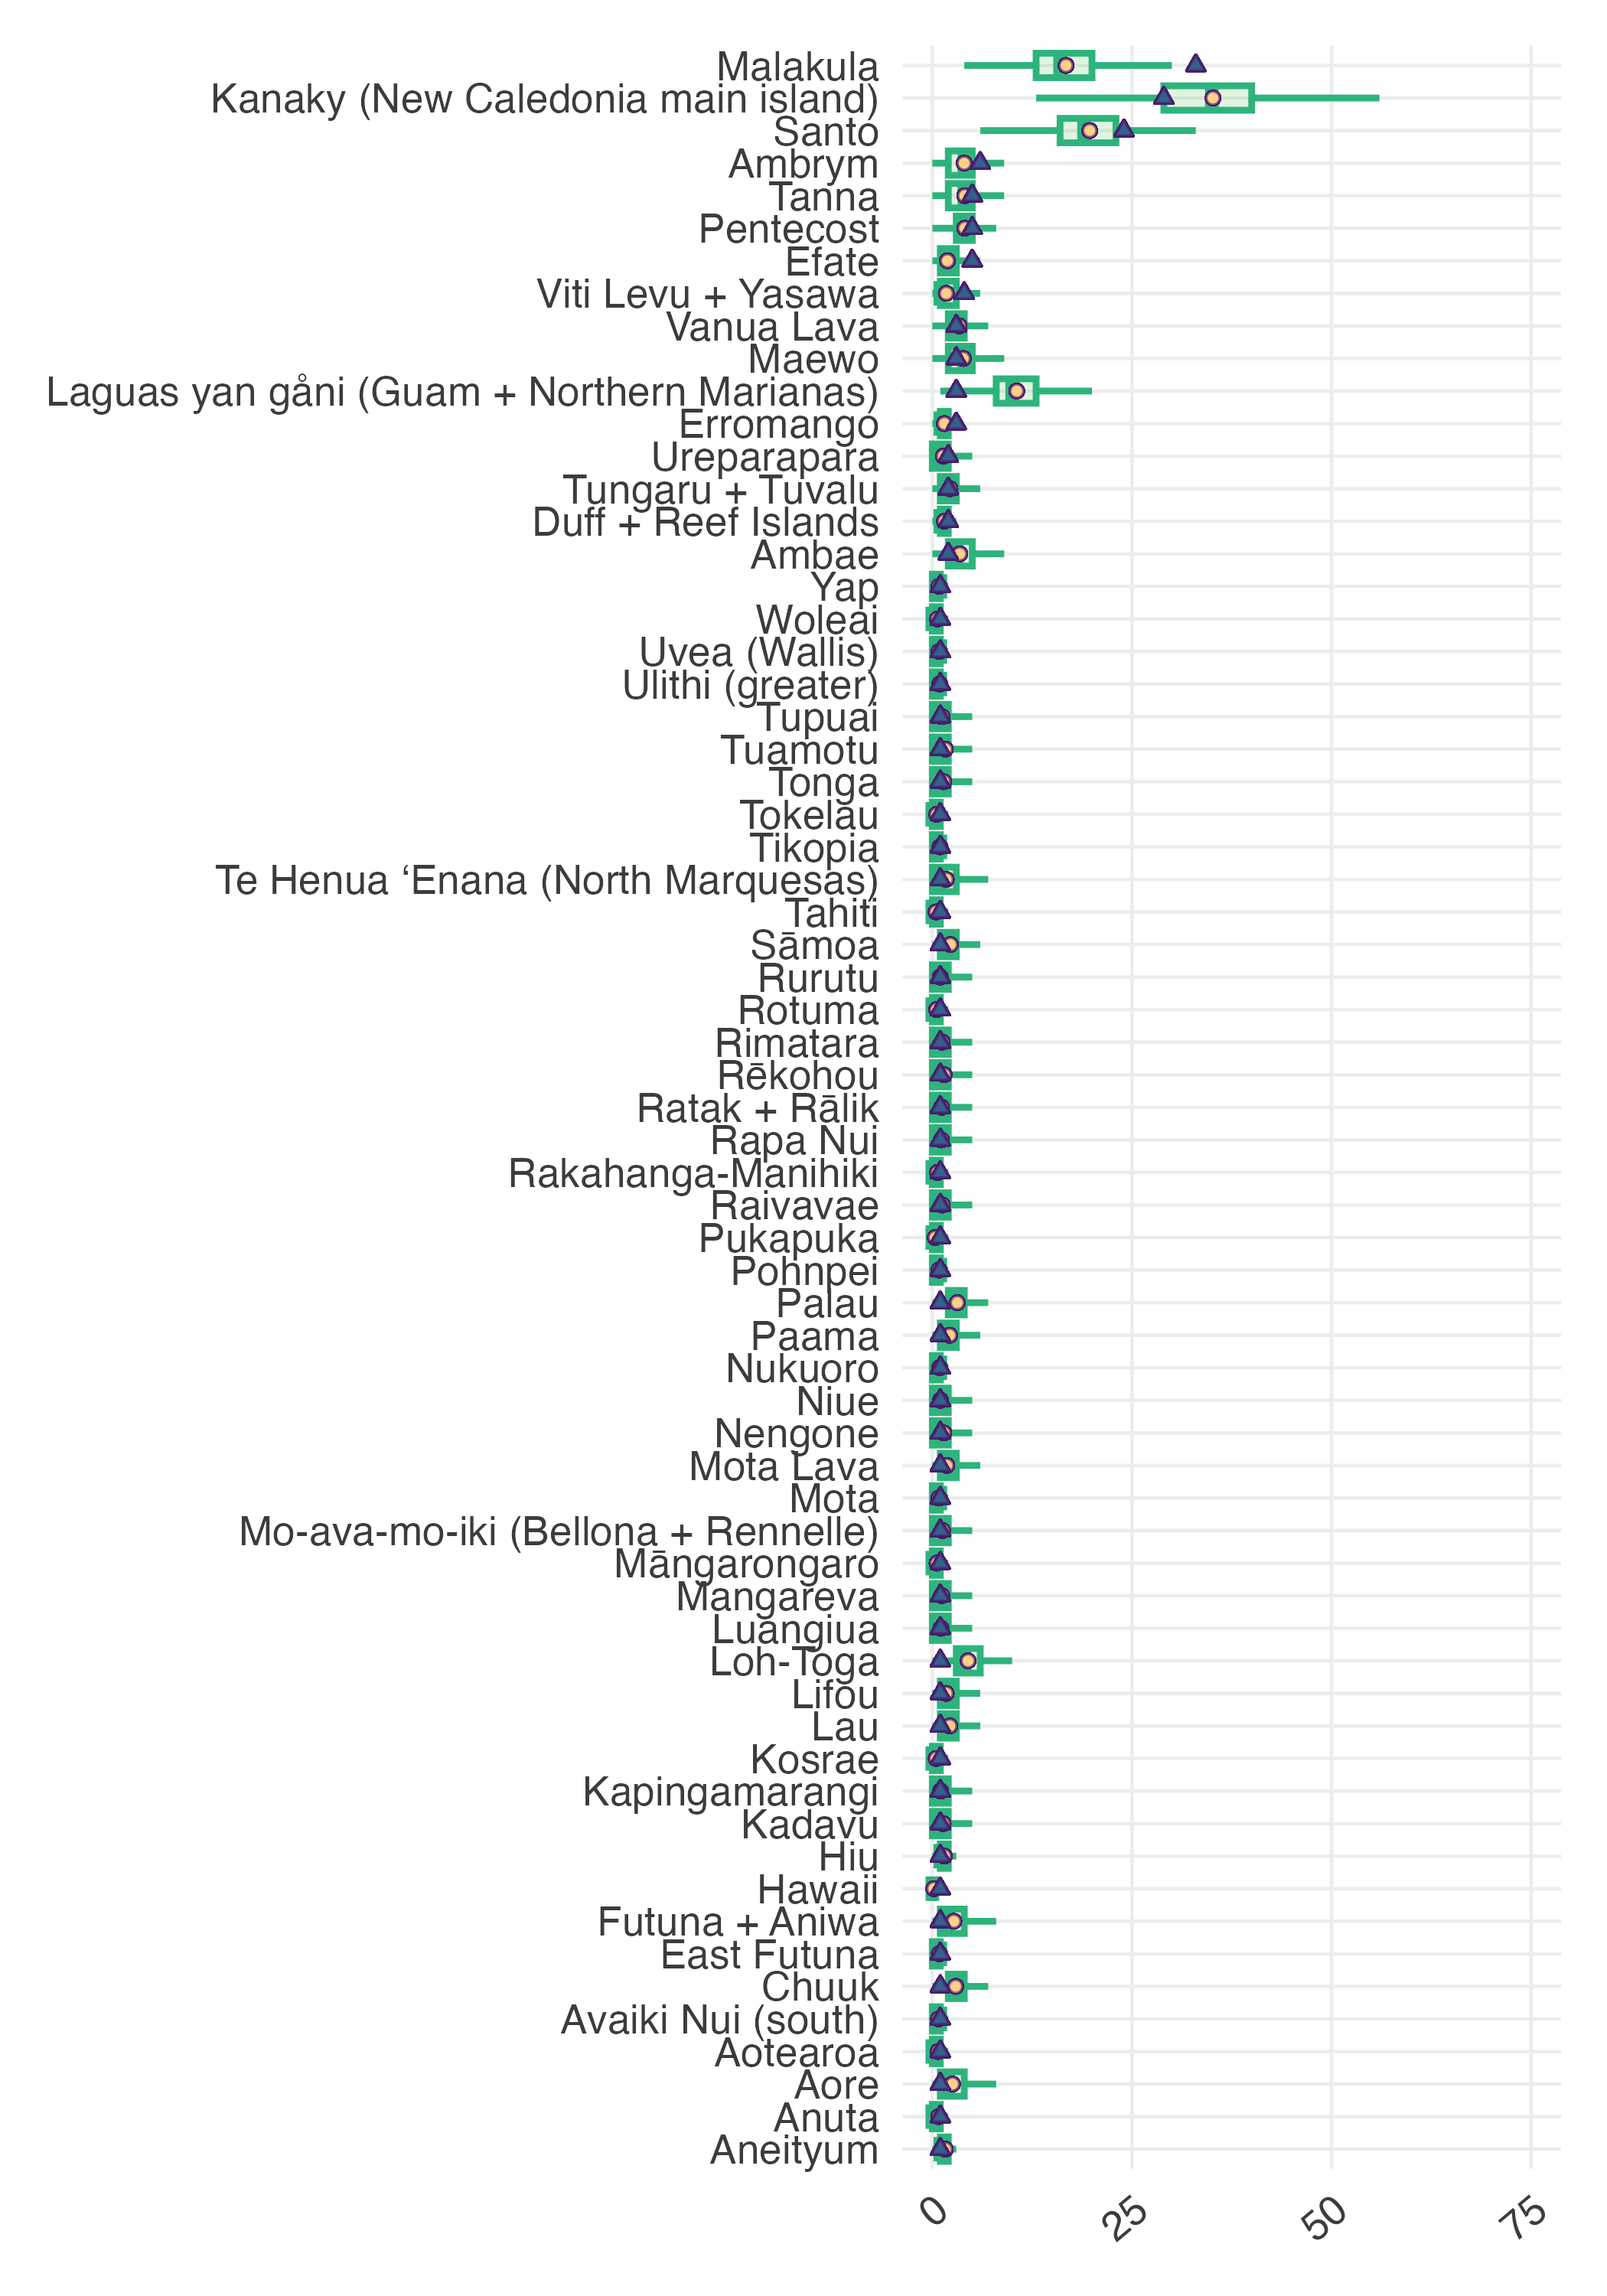 Malakula
Kanaky (New Caledonia main island)
Santo
Ambrym
Tanna
Pentecost
Efate
Viti Levu + Yasawa
Vanua Lava
Maewo
Laguas yan gåni (Guam + Northern Marianas)
Erromango
Ureparapara
Tungaru + Tuvalu
Duff + Reef Islands
Ambae
Yap
Woleai
Uvea (Wallis)
Ulithi (greater)
Tupuai
Tuamotu
Tonga
Tokelau
Tikopia
Te Henua ‘Enana (North Marquesas)
Tahiti
Sāmoa
Rurutu
Rotuma
Rimatara
Rēkohou
Ratak + Rālik
Rapa Nui
Rakahanga-Manihiki
Raivavae
Pukapuka
Pohnpei
Palau
Paama
Nukuoro
Niue
Nengone
Mota Lava
Mota
Mo-ava-mo-iki (Bellona + Rennelle)
Māngarongaro
Mangareva
Luangiua
Loh-Toga
Lifou
Lau
Kosrae
Kapingamarangi
Kadavu
Hiu
Hawaii
Futuna + Aniwa
East Futuna
Chuuk
Avaiki Nui (south)
Aotearoa
Aore
Anuta
Aneityum
0 25 50 75